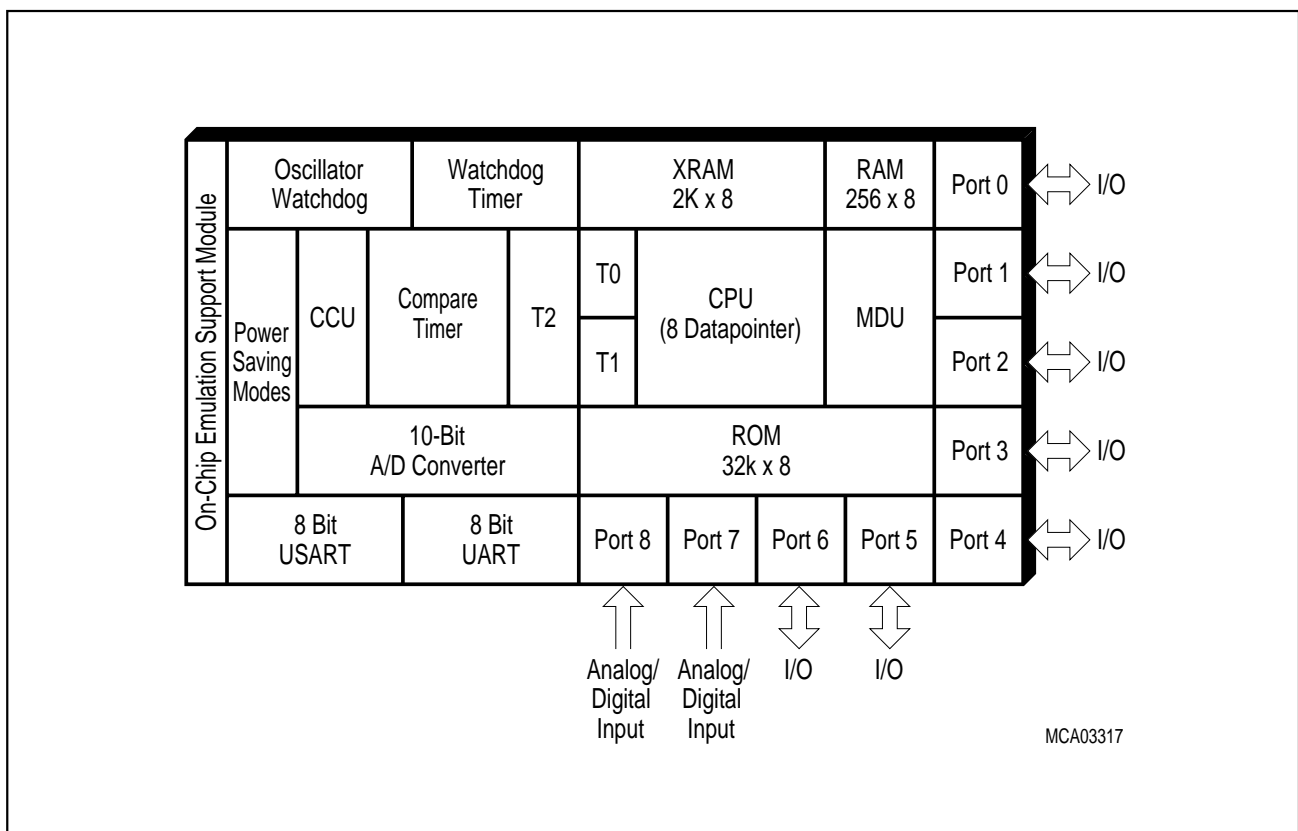 On-Chip Emulation Support Module
Oscillator
Watchdog
Watchdog
Timer
XRAM
2K x 8
RAM
256 x 8
Port 0
I/O
Power
Saving
Modes
CCU
Compare
Timer
T2
T0
T1
CPU
(8 Datapointer)
MDU
Port 1
I/O
Port 2
I/O
10-Bit
A/D Converter
ROM
32k x 8
Port 3
I/O
8 Bit
USART
8 Bit
UART
Port 8
Port 7
Port 6
Port 5
Port 4
I/O
Analog/
Digital
Input
Analog/
Digital
Input
I/O
I/O
MCA03317